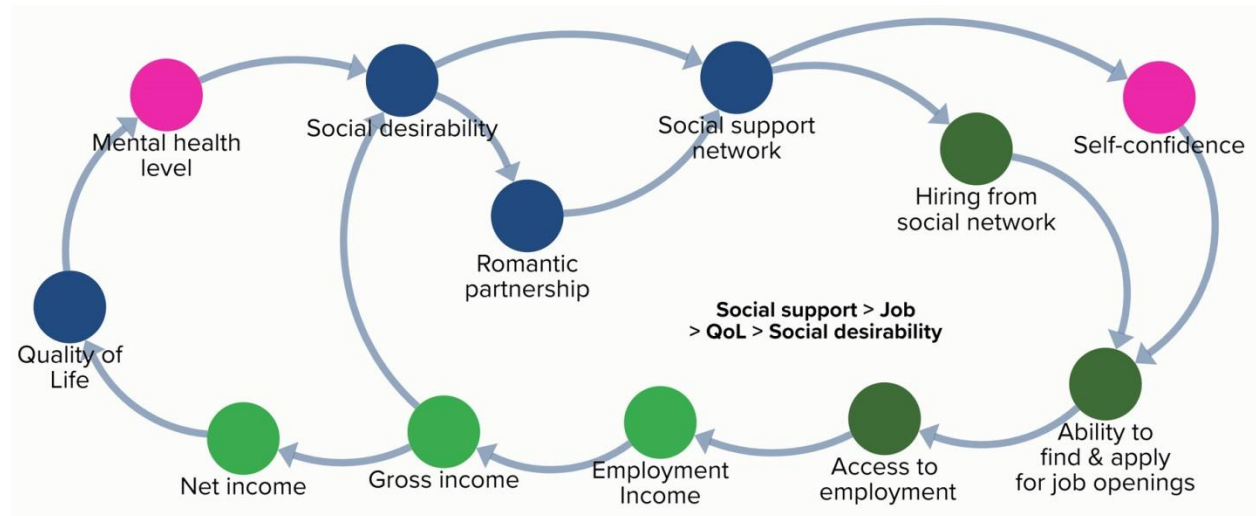 Mental health
level
Social desirability
Social support
network
Self-confidence
Hiring from
social network
Romantic
partnership
Social support > Job
> QoL > Social desirability
Quality of
Life
Net income
Gross income
Employment
Income
Access to
employment
Ability to
find & apply
for job openings